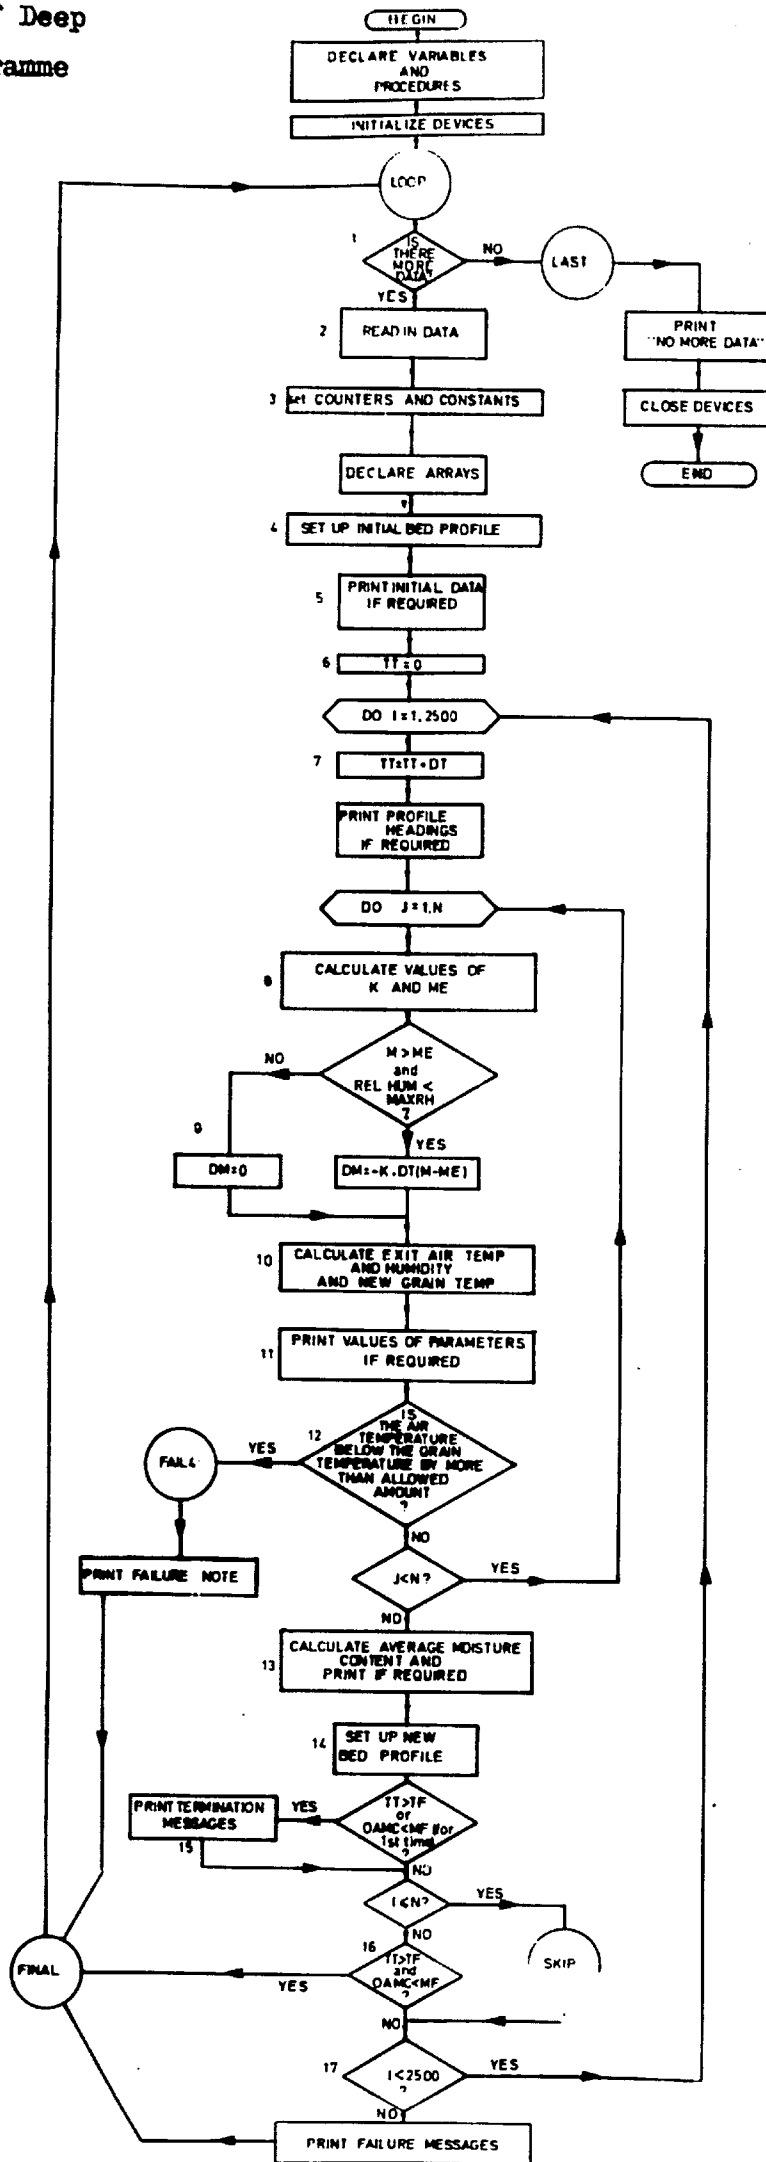 Deep
BEGIN
DECLARE VARIABLES
AND
PROCEDURES
INITIALIZE DEVICES
LOOP
1
IS
THERE
MORE
DATA?
NO
LAST
YES
2
READ IN DATA
PRINT
"NO MORE DATA"
3
set COUNTERS AND CONSTANTS
CLOSE DEVICES
DECLARE ARRAYS
END
4
SET UP INITIAL BED PROFILE
5
PRINT INITIAL DATA
IF REQUIRED
6
TT = 0
DO I = 1, 2500
7
TT=TT+DT
PRINT PROFILE
HEADINGS
IF REQUIRED
DO J = 1, N
8
CALCULATE VALUES OF
K AND ME
M > ME
and
REL HUM <
MAXRH
?
NO
YES
9
DM=0
DM=-K.DT(M-ME)
10
CALCULATE EXIT AIR TEMP
AND HUMIDITY
AND NEW GRAIN TEMP
11
PRINT VALUES OF PARAMETERS
IF REQUIRED
12
IS
THE AIR
TEMPERATURE
BELOW THE GRAIN
TEMPERATURE BY MORE
THAN ALLOWED
AMOUNT
?
YES
FAIL4
NO
PRINT FAILURE NOTE
J<N?
YES
NO
13
CALCULATE AVERAGE MOISTURE
CONTENT AND
PRINT IF REQUIRED
14
SET UP NEW
BED PROFILE
TT>TF
or
OAMC<MF for
1st time
?
YES
PRINT TERMINATION
MESSAGES
15
NO
I<N?
YES
SKIP
NO
16
TT>TF
and
OAMC<MF
?
YES
FINAL
NO
17
I<2500
?
YES
NO
PRINT FAILURE MESSAGES